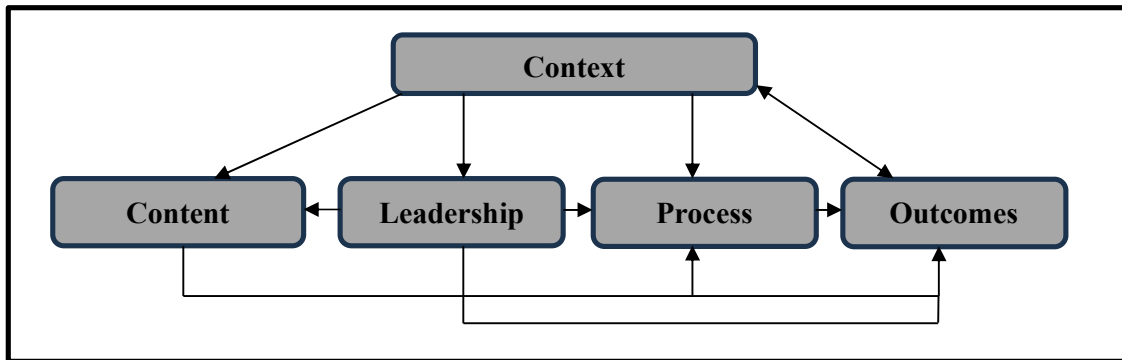 Context
Content
Leadership
Process
Outcomes